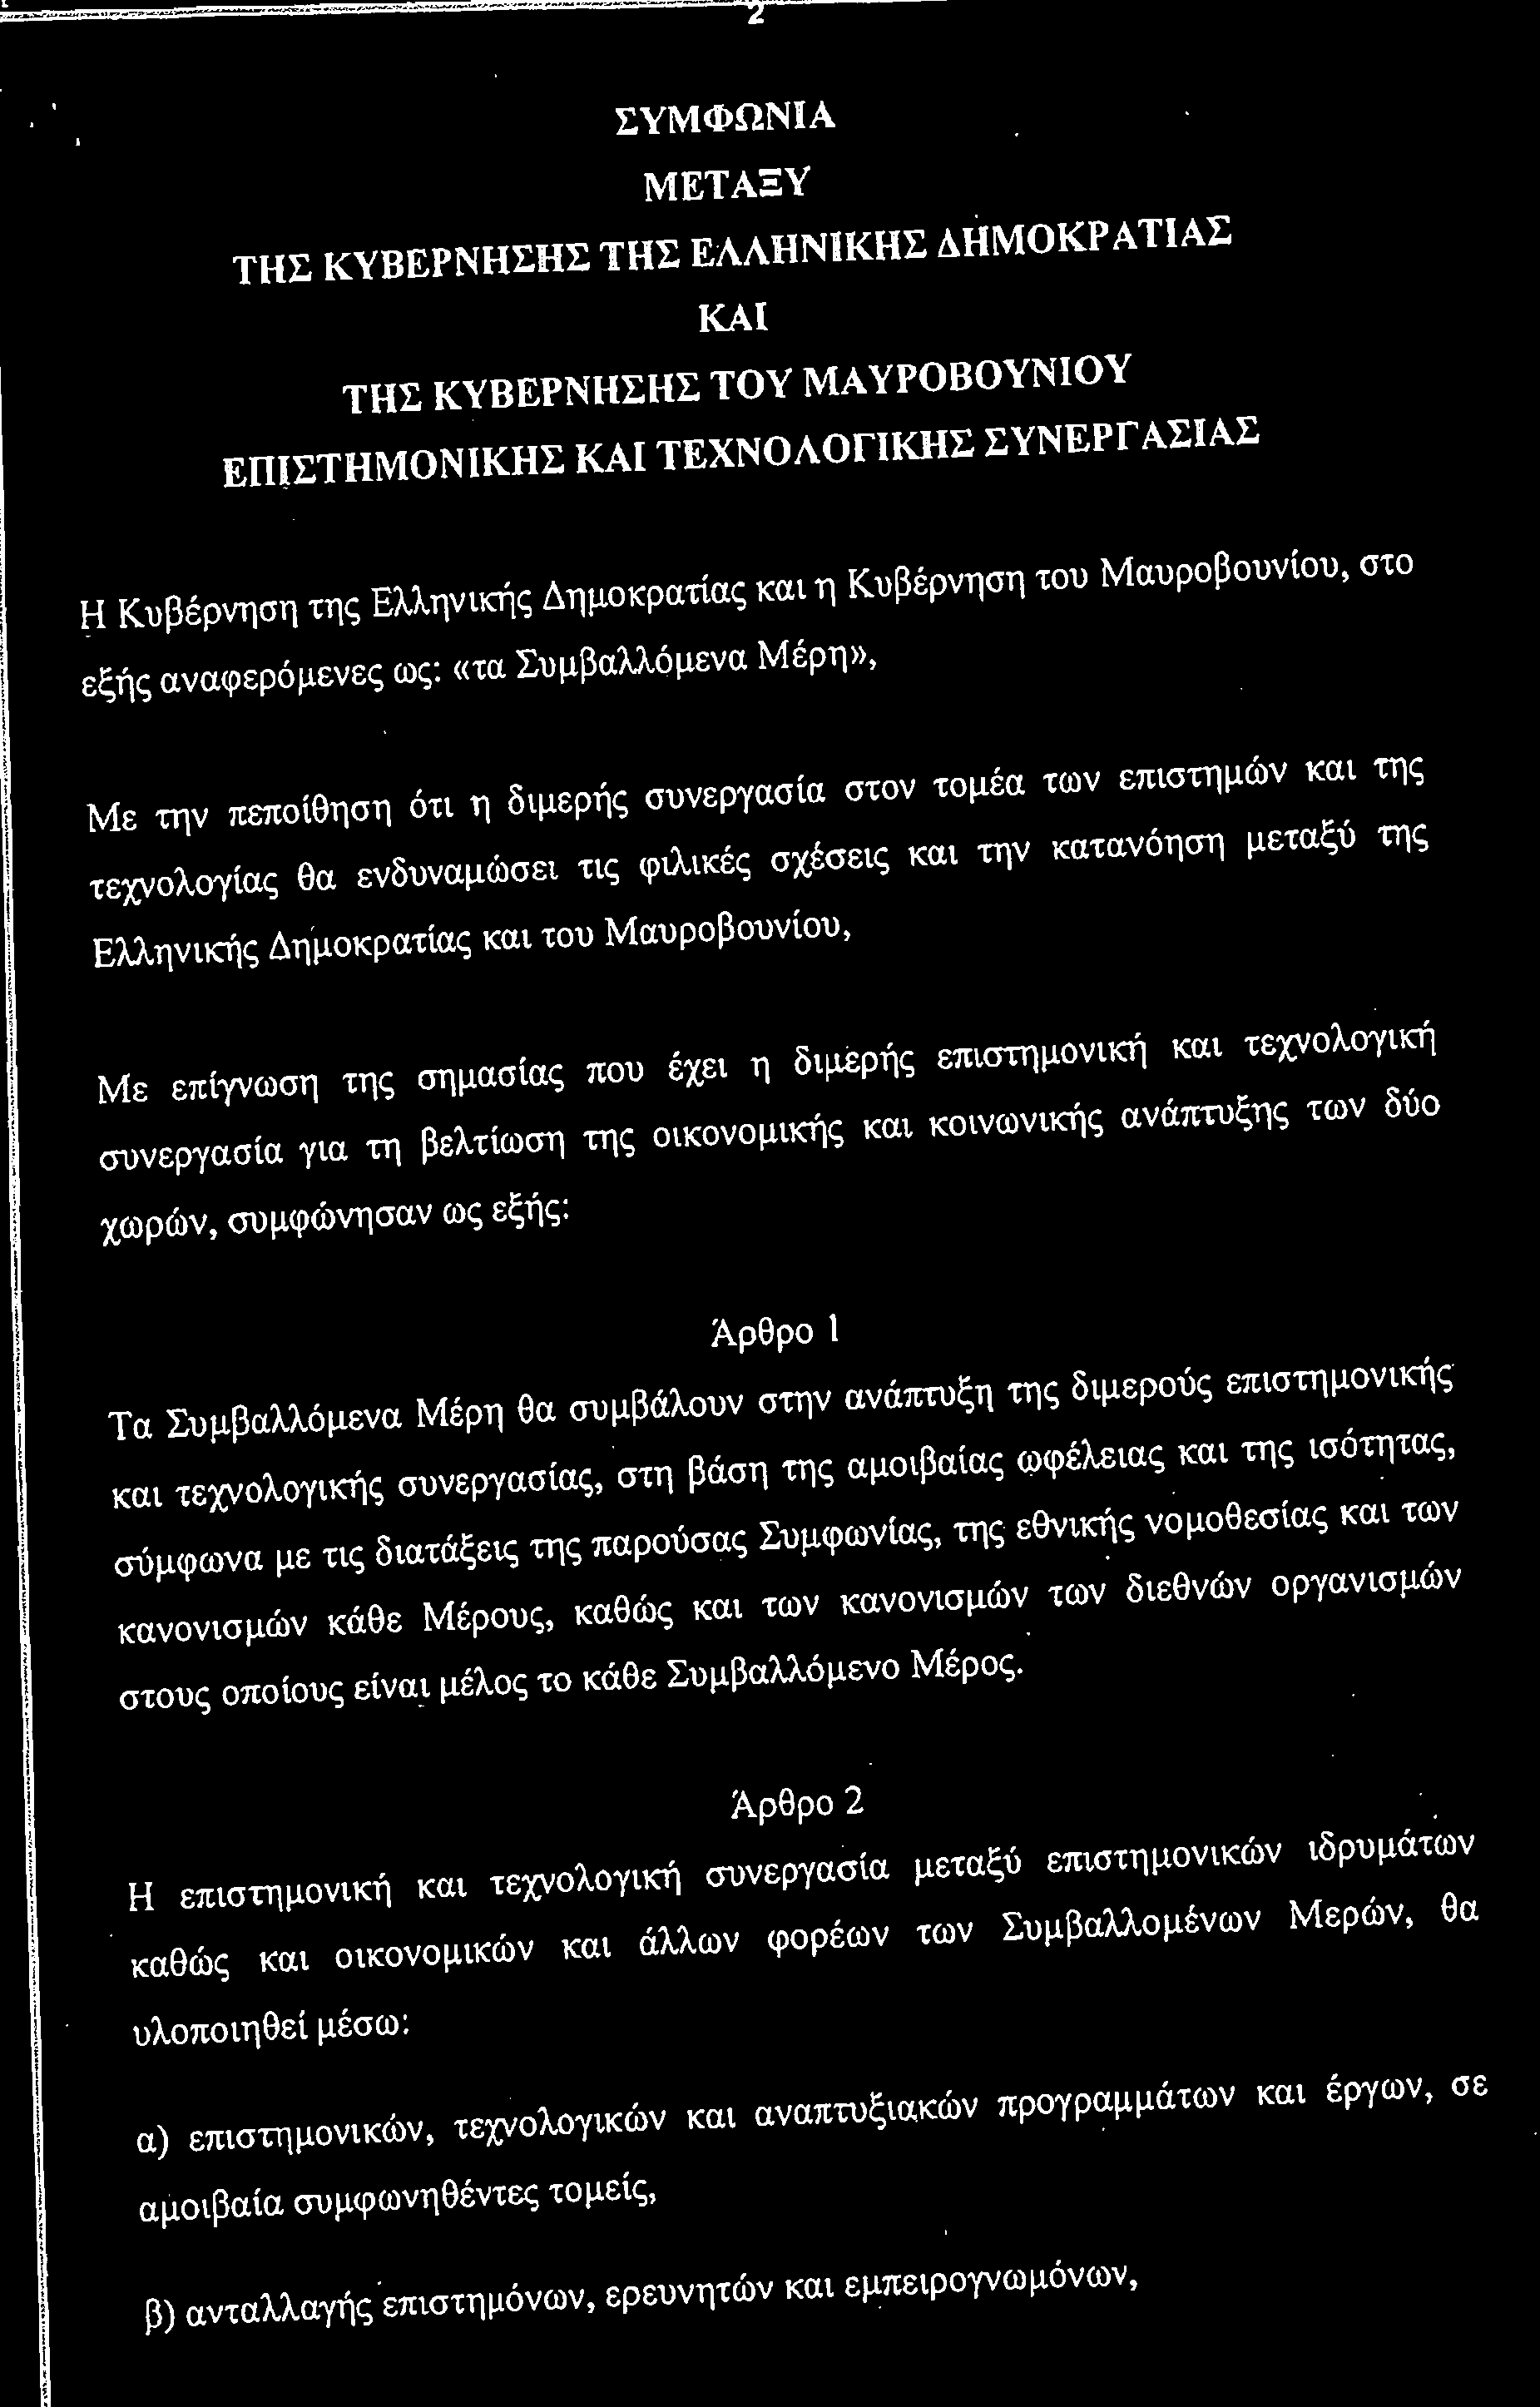 2
ΣΥΜΦΩΝΙΑ
ΜΕΤΑΞΥ
ΤΗΣ ΚΥΒΕΡΝΗΣΗΣ ΤΗΣ ΕΛΛΗΝΙΚΗΣ ΔΗΜΟΚΡΑΤΙΑΣ
ΚΑΙ
ΤΗΣ ΚΥΒΕΡΝΗΣΗΣ ΤΟΥ ΜΑΥΡΟΒΟΥΝΙΟΥ
ΕΠΙΣΤΗΜΟΝΙΚΗΣ ΚΑΙ ΤΕΧΝΟΛΟΓΙΚΗΣ ΣΥΝΕΡΓΑΣΙΑΣ
Η Κυβέρνηση της Ελληνικής Δημοκρατίας και η Κυβέρνηση του Μαυροβουνίου, στο
εξής αναφερόμενες ως: «τα Συμβαλλόμενα Μέρη»,
Με την πεποίθηση ότι η διμερής συνεργασία στον τομέα των επιστημών και της
τεχνολογίας θα ενδυναμώσει τις φιλικές σχέσεις και την κατανόηση μεταξύ της
Ελληνικής Δημοκρατίας και του Μαυροβουνίου,
Με επίγνωση της σημασίας που έχει η διμερής επιστημονική και τεχνολογική
συνεργασία για τη βελτίωση της οικονομικής και κοινωνικής ανάπτυξης των δύο
χωρών, συμφώνησαν ως εξής:
Άρθρο 1
Τα Συμβαλλόμενα Μέρη θα συμβάλουν στην ανάπτυξη της διμερούς επιστημονικής
και τεχνολογικής συνεργασίας, στη βάση της αμοιβαίας ωφέλειας και της ισότητας,
σύμφωνα με τις διατάξεις της παρούσας Συμφωνίας, της εθνικής νομοθεσίας και των
κανονισμών κάθε Μέρους, καθώς και των κανονισμών των διεθνών οργανισμών
στους οποίους είναι μέλος το κάθε Συμβαλλόμενο Μέρος.
Άρθρο 2
Η επιστημονική και τεχνολογική συνεργασία μεταξύ επιστημονικών ιδρυμάτων
καθώς και οικονομικών και άλλων φορέων των Συμβαλλομένων Μερών, θα
υλοποιηθεί μέσω:
α) επιστημονικών, τεχνολογικών και αναπτυξιακών προγραμμάτων και έργων, σε
αμοιβαία συμφωνηθέντες τομείς,
β) ανταλλαγής επιστημόνων, ερευνητών και εμπειρογνωμόνων,